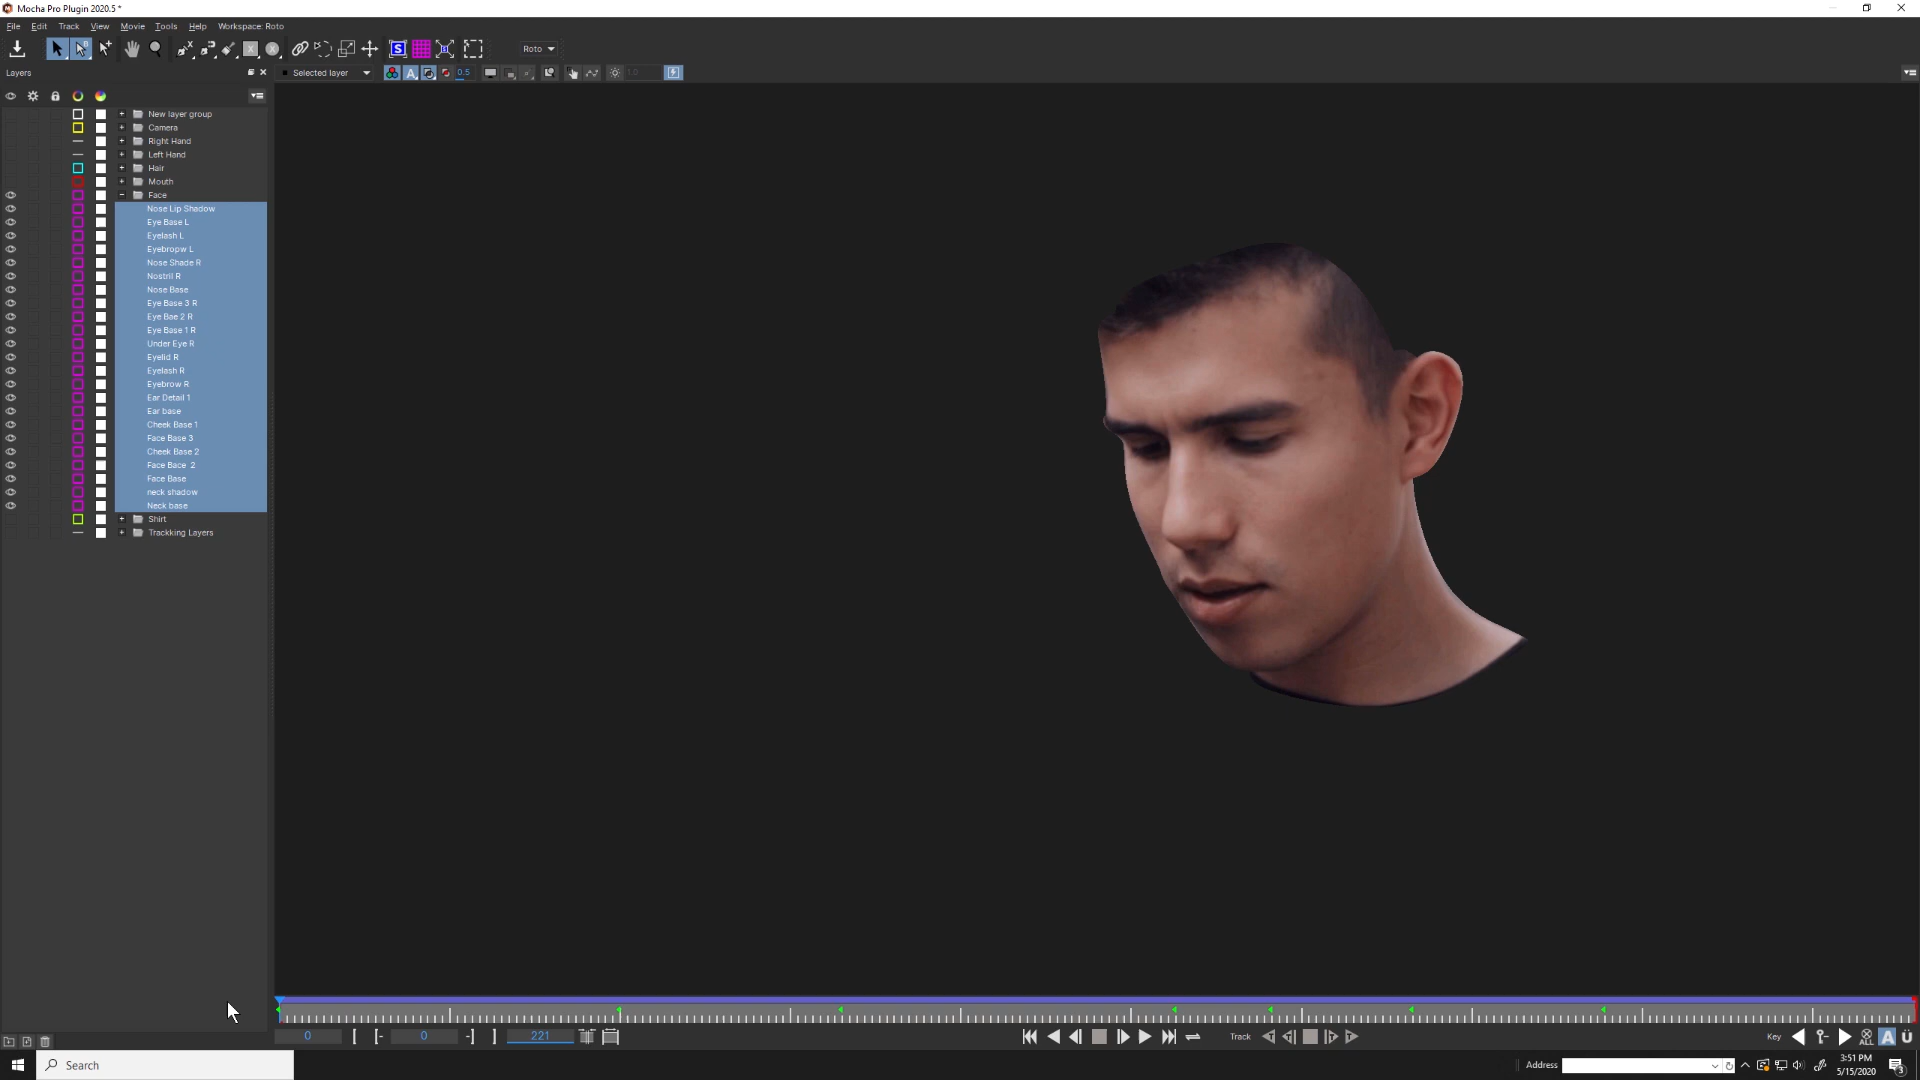 Mocha Pro Plugin 2020.5 *
File Edit Track View Movie Tools Help Workspace: Roto
Roto
Layers
Selected layer
0.5
1.0
New layer group
Camera
Right Hand
Left Hand
Hair
Mouth
Face
Nose Lip Shadow
Eye Base L
Eyelash L
Eyebropw L
Nose Shade R
Nostril R
Nose Base
Eye Base 3 R
Eye Bae 2 R
Eye Base 1 R
Under Eye R
Eyelid R
Eyelash R
Eyebrow R
Ear Detail 1
Ear base
Cheek Base 1
Face Base 3
Cheek Base 2
Face Bace 2
Face Base
neck shadow
Neck base
Shirt
Trackking Layers
0
0
221
Track
Key
ALL
A
Ü
Search
Address
3:51 PM
5/15/2020
3